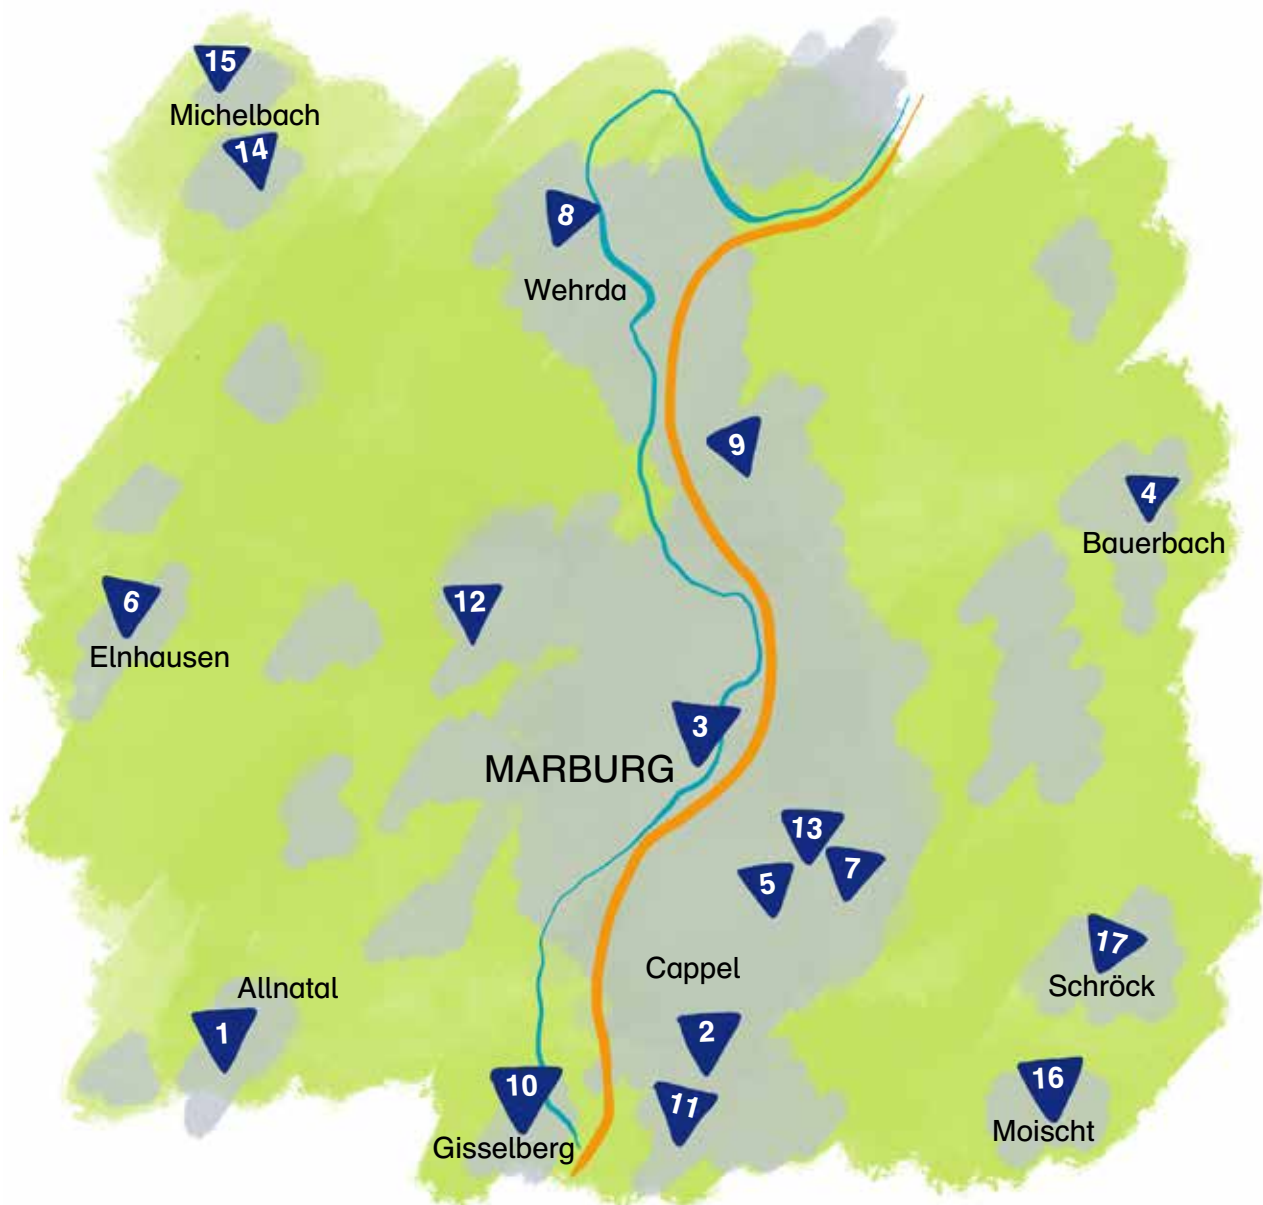 15
Michelbach
14
8
Wehrda
9
4
Bauerbach
6
Elnhausen
12
3
MARBURG
13
7
5
17
Schröck
Cappel
Allnatal
1
2
10
Gisselberg
11
16
Moischt